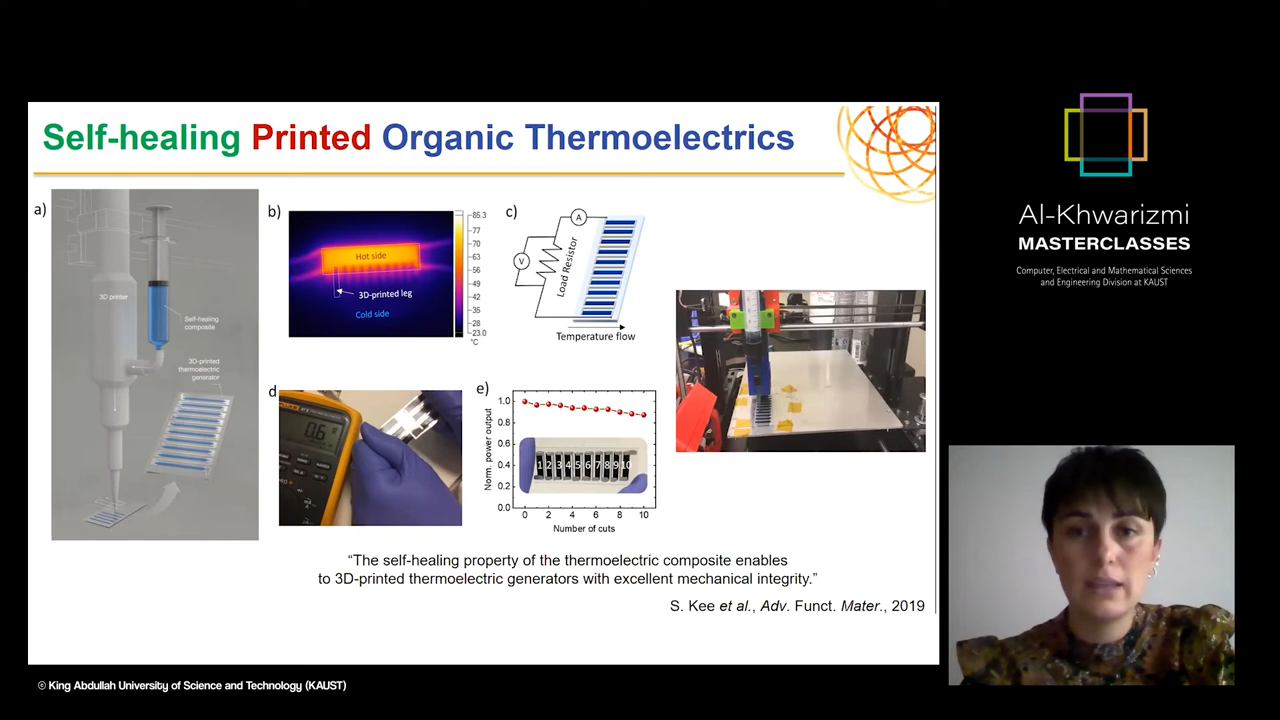 Self-healing Printed Organic Thermoelectrics
a)
3D printer
Self-healing
composite
3D-printed
thermoelectric
generator
b)
Hot side
3D-printed leg
Cold side
86.3
77
70
63
56
49
42
35
28
23.0
°C
c)
A
V
Load Resistor
Temperature flow
d
0.6
e)
Norm. power output
1.0
0.8
0.6
0.4
0.2
0.0
1 2 3 4 5 6 7 8 9 10
0 2 4 6 8 10
Number of cuts
“The self-healing property of the thermoelectric composite enables
to 3D-printed thermoelectric generators with excellent mechanical integrity.”
S. Kee et al., Adv. Funct. Mater., 2019
Al-Khwarizmi
MASTERCLASSES
Computer, Electrical and Mathematical Sciences
and Engineering Division at KAUST
© King Abdullah University of Science and Technology (KAUST)